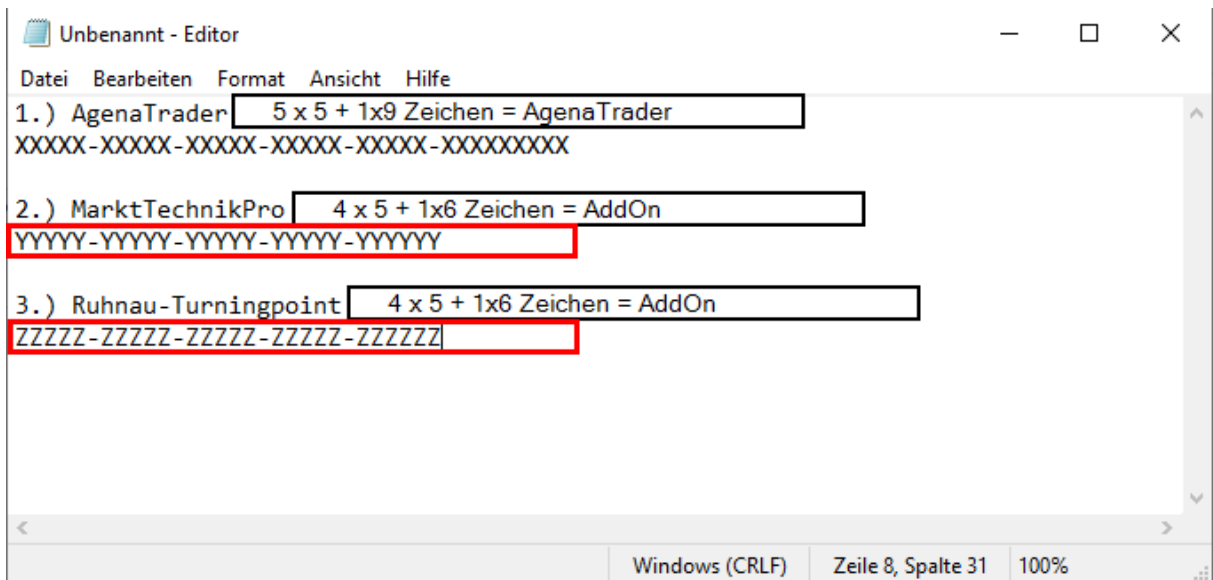 Unbenannt - Editor
Datei Bearbeiten Format Ansicht Hilfe
1.) AgenaTrader 5 x 5 + 1x9 Zeichen = AgenaTrader
XXXXX-XXXXX-XXXXX-XXXXX-XXXXX-XXXXXXXXX
2.) MarktTechnikPro 4 x 5 + 1x6 Zeichen = AddOn
YYYYY-YYYYY-YYYYY-YYYYY-YYYYYY
3.) Ruhnau-Turningpoint 4 x 5 + 1x6 Zeichen = AddOn
ZZZZZ-ZZZZZ-ZZZZZ-ZZZZZ-ZZZZZZ
Windows (CRLF) Zeile 8, Spalte 31 100%